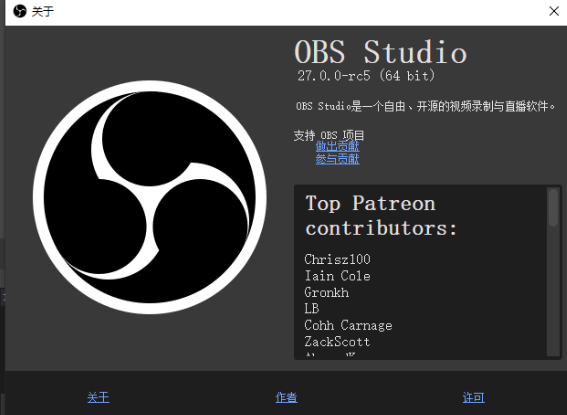 关于
OBS Studio
27.0.0-rc5 (64 bit)
OBS Studio是一个自由、开源的视频录制与直播软件。
支持 OBS 项目
做出贡献
参与贡献
Top Patreon
contributors:
Chrisz100
Iain Cole
Gronkh
LB
Cohh Carnage
ZackScott
关于
作者
许可